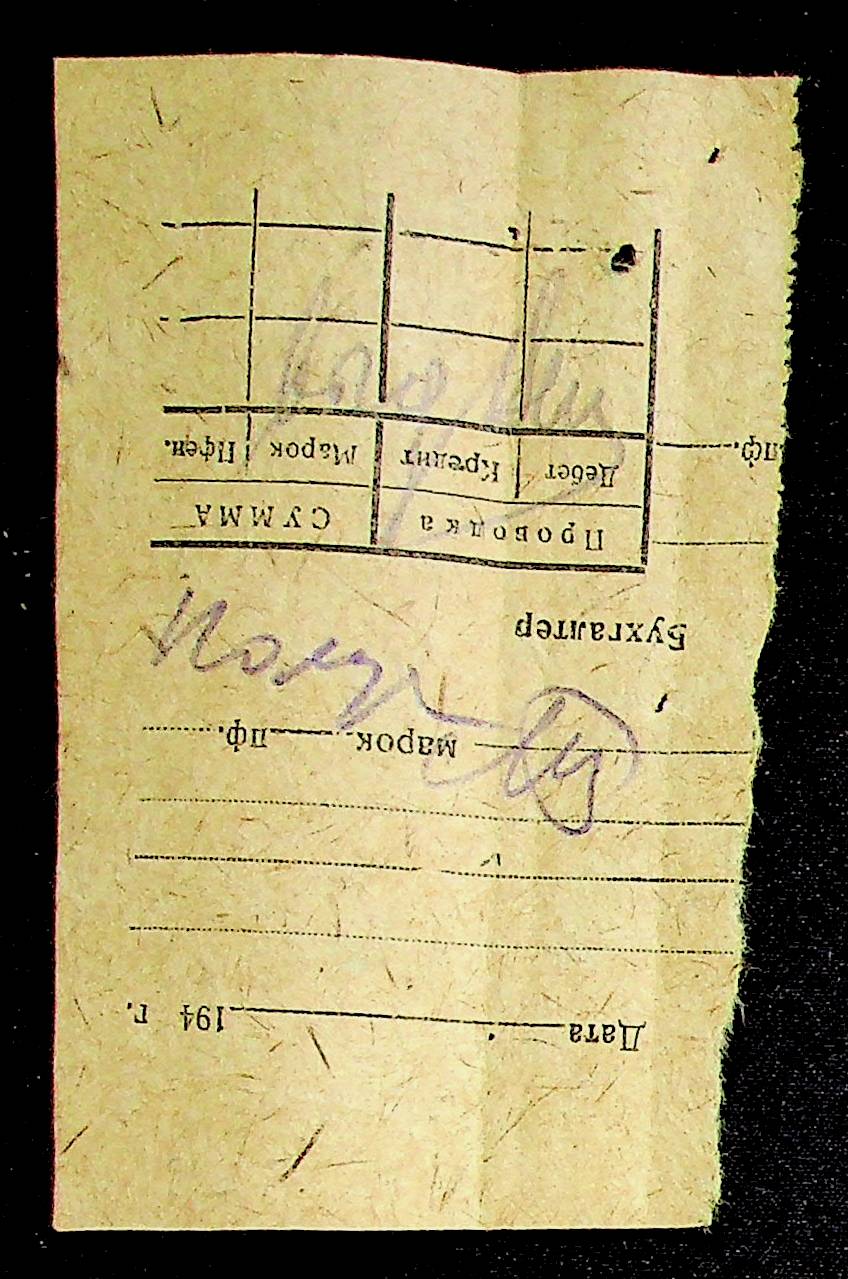 Дата 194 г.
марок пф.
Бухгалтер
Проводка СУММА
Дебет Кредит Марок Пфен.
пф.